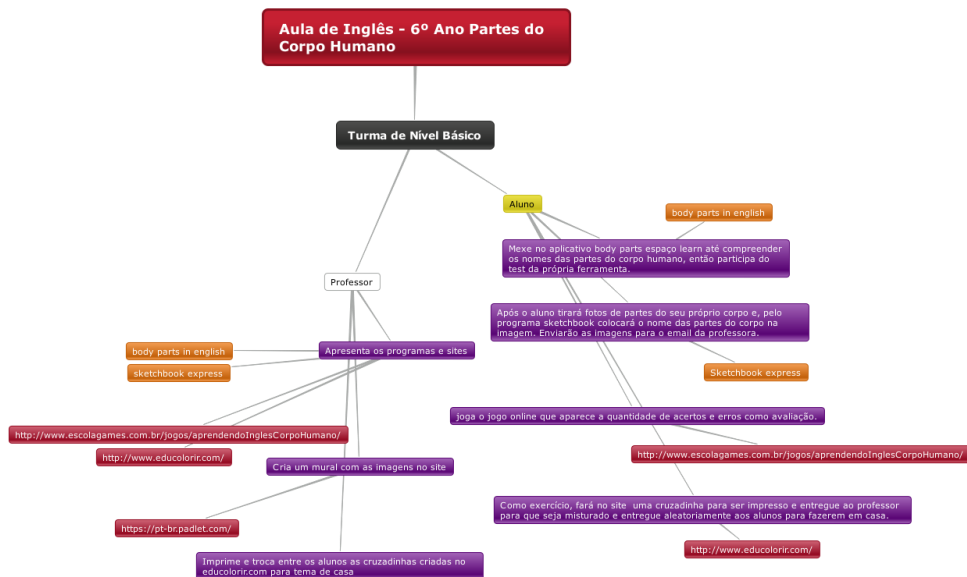 Aula de Inglês - 6º Ano Partes do
Corpo Humano
Turma de Nível Básico
Aluno
body parts in english
Mexe no aplicativo body parts espaço learn até compreender
os nomes das partes do corpo humano, então participa do
test da própria ferramenta.
Professor
Após o aluno tirará fotos de partes do seu próprio corpo e, pelo
programa sketchbook colocará o nome das partes do corpo na
imagem. Enviarão as imagens para o email da professora.
Apresenta os programas e sites
body parts in english
sketchbook express
Sketchbook express
joga o jogo online que aparece a quantidade de acertos e erros como avaliação.
http://www.escolagames.com.br/jogos/aprendendoInglesCorpoHumano/
http://www.educolorir.com/
http://www.escolagames.com.br/jogos/aprendendoInglesCorpoHumano/
Cria um mural com as imagens no site
Como exercício, fará no site uma cruzadinha para ser impresso e entregue ao professor
para que seja misturado e entregue aleatoriamente aos alunos para fazerem em casa.
https://pt-br.padlet.com/
http://www.educolorir.com/
Imprime e troca entre os alunos as cruzadinhas criadas no
educolorir.com para tema de casa